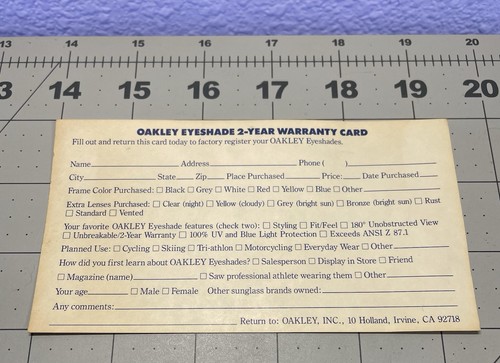 13 14 15 16 17 18 19 20
3 14 15 16 17 18 19 20
OAKLEY EYESHADE 2-YEAR WARRANTY CARD
Fill out and return this card today to factory register your OAKLEY Eyeshades.
Name Address Phone ( )
City State Zip Place Purchased Price: Date Purchased
Frame Color Purchased: □ Black □ Grey □ White □ Red □ Yellow □ Blue □ Other
Extra Lenses Purchased: □ Clear (night) □ Yellow (cloudy) □ Grey (bright sun) □ Bronze (bright sun) □ Rust
□ Standard □ Vented
Your favorite OAKLEY Eyeshade features (check two): □ Styling □ Fit/Feel □ 180° Unobstructed View
□ Unbreakable/2-Year Warranty □ 100% UV and Blue Light Protection □ Exceeds ANSI Z 87.1
Planned Use: □ Cycling □ Skiing □ Tri-athlon □ Motorcycling □ Everyday Wear □ Other
How did you first learn about OAKLEY Eyeshades? □ Salesperson □ Display in Store □ Friend
□ Magazine (name) □ Saw professional athlete wearing them □ Other
Your age □ Male □ Female Other sunglass brands owned:
Any comments:
Return to: OAKLEY, INC., 10 Holland, Irvine, CA 92718